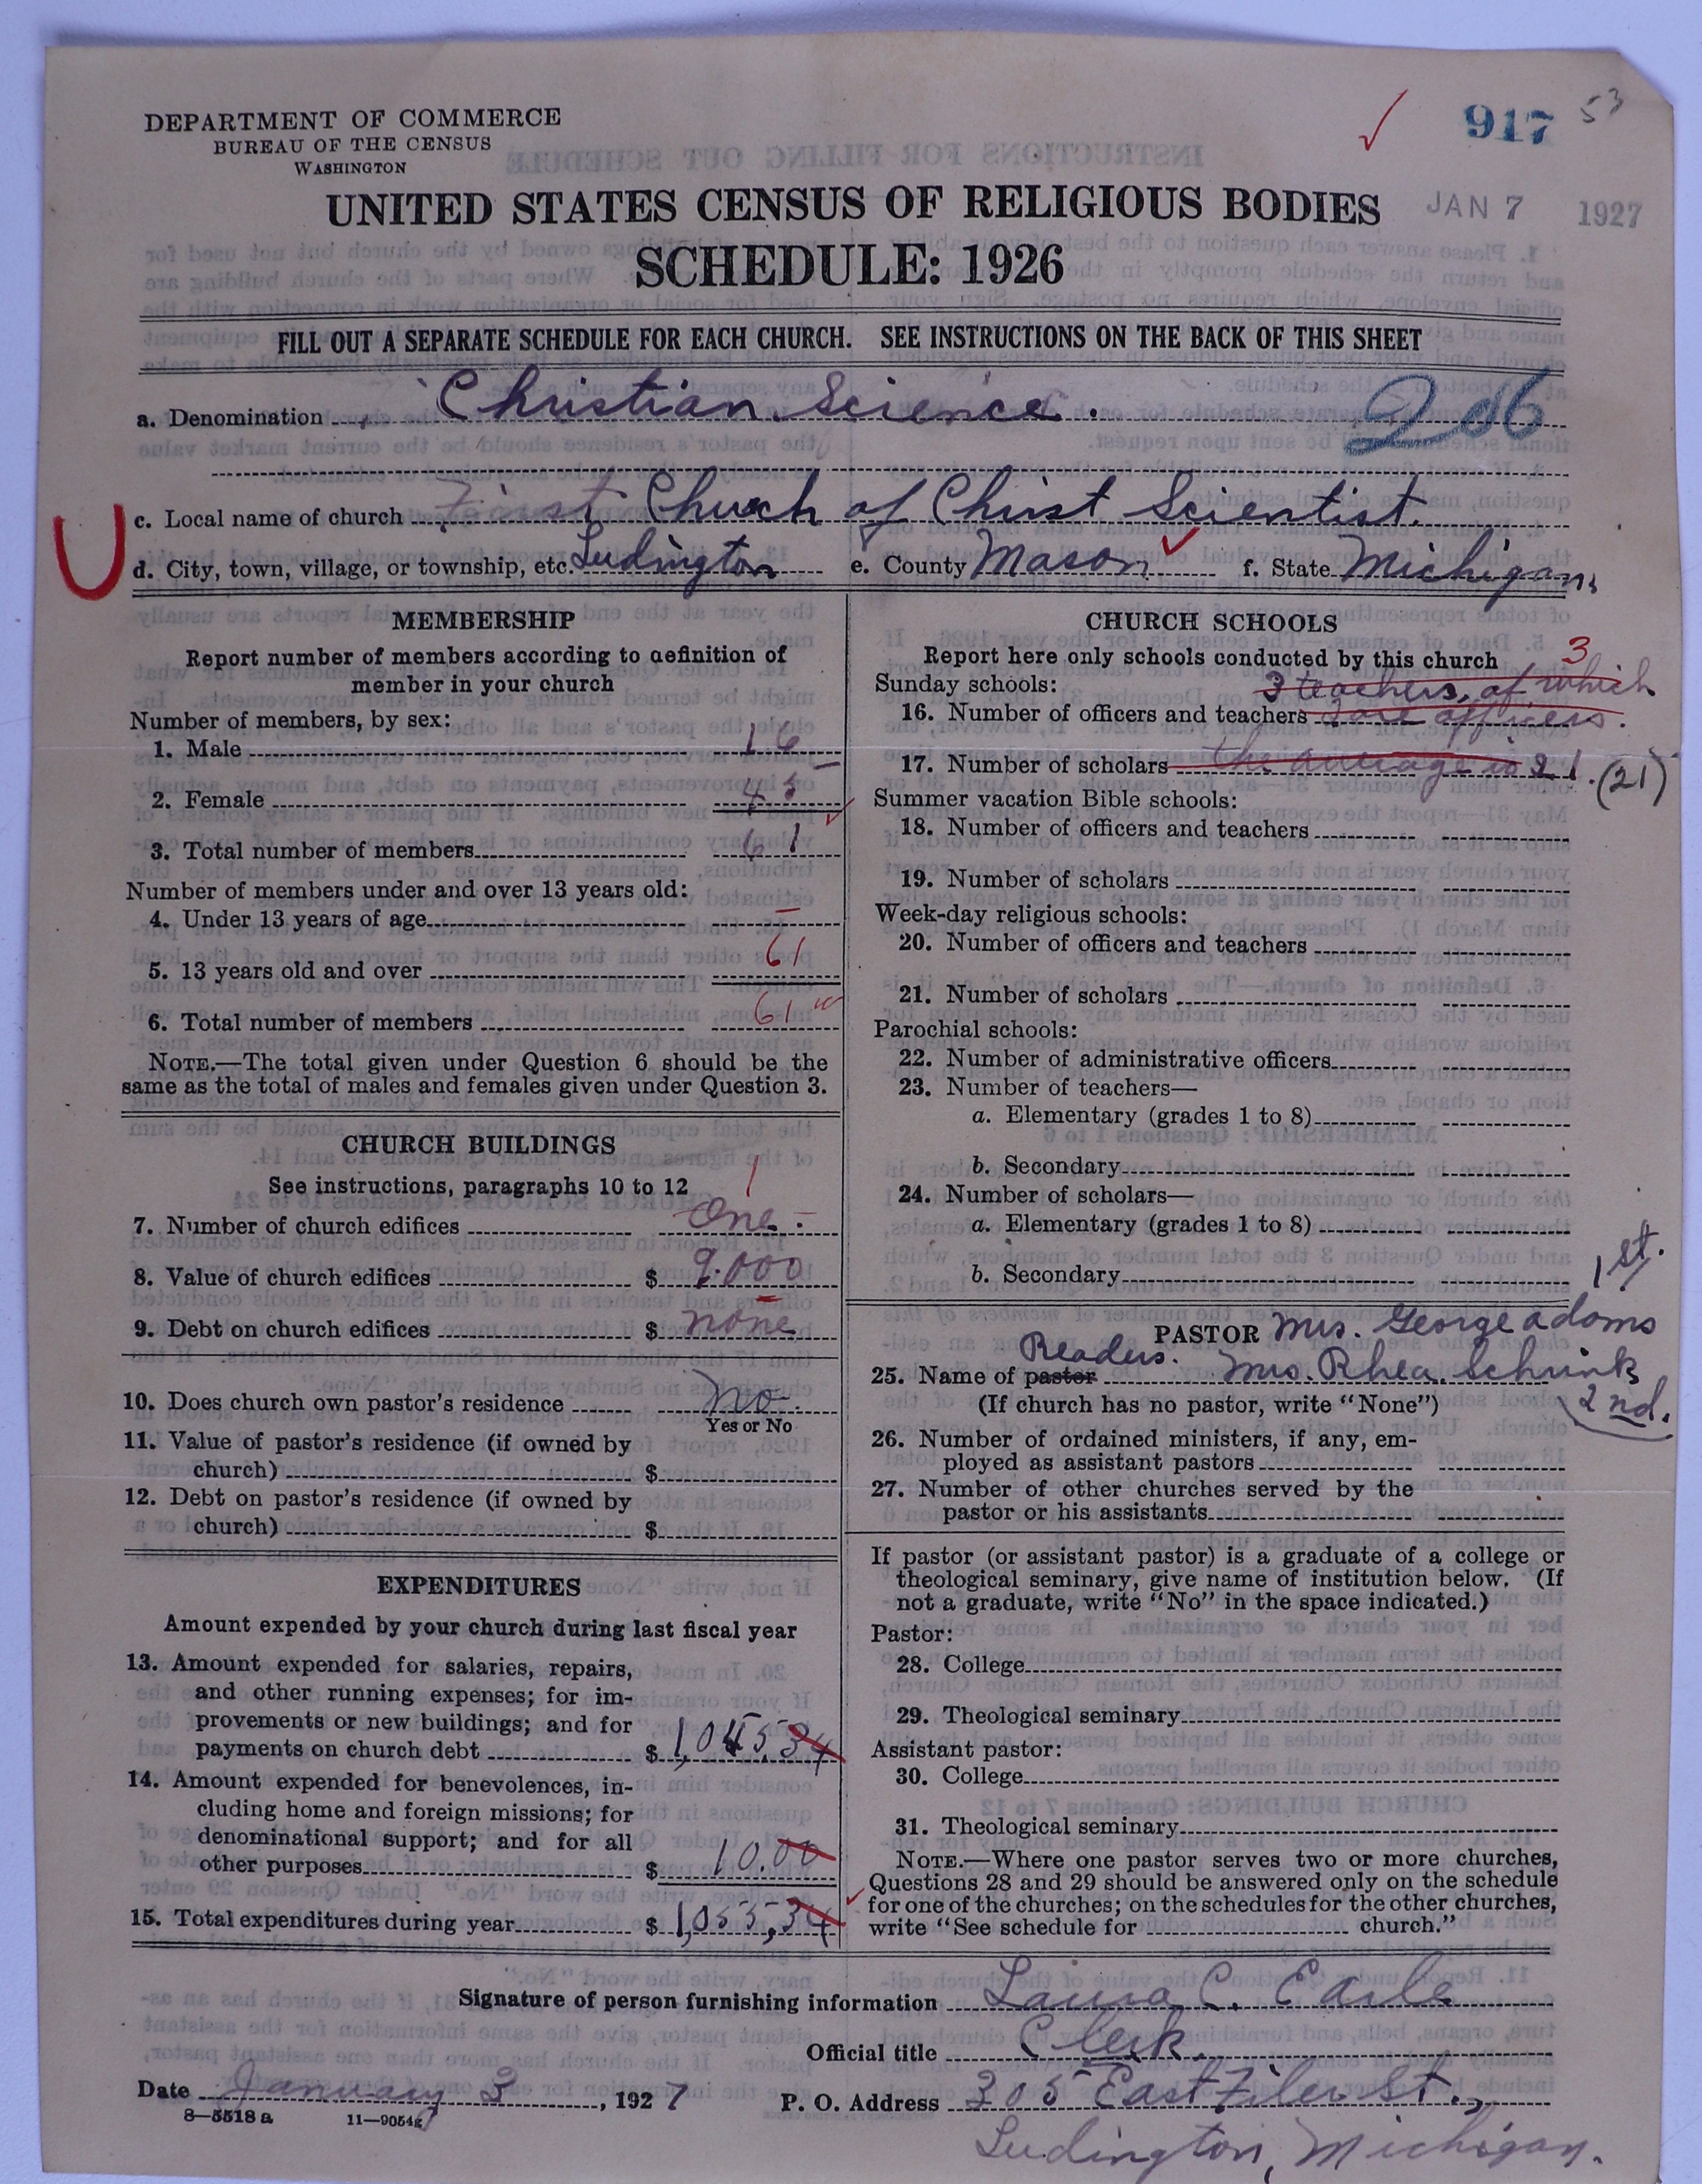 DEPARTMENT OF COMMERCE
BUREAU OF THE CENSUS
WASHINGTON
917 53
UNITED STATES CENSUS OF RELIGIOUS BODIES
JAN 7 1927
SCHEDULE: 1926
FILL OUT A SEPARATE SCHEDULE FOR EACH CHURCH. SEE INSTRUCTIONS ON THE BACK OF THIS SHEET
a. Denomination Christian Science.
206
c. Local name of church First Church of Christ Scientist.
U
d. City, town, village, or township, etc. Ludington e. County Mason f. State Michigan
MEMBERSHIP
Report number of members according to definition of
member in your church
Number of members, by sex:
1. Male 16
2. Female 45
3. Total number of members 61
Number of members under and over 13 years old:
4. Under 13 years of age –
5. 13 years old and over 61
6. Total number of members 61
NOTE.—The total given under Question 6 should be the
same as the total of males and females given under Question 3.
CHURCH BUILDINGS
See instructions, paragraphs 10 to 12
1
7. Number of church edifices One.
8. Value of church edifices $ 9.000
9. Debt on church edifices $ none
10. Does church own pastor's residence No.
Yes or No
11. Value of pastor's residence (if owned by
church) $
12. Debt on pastor's residence (if owned by
church) $
EXPENDITURES
Amount expended by your church during last fiscal year
13. Amount expended for salaries, repairs,
and other running expenses; for im-
provements or new buildings; and for
payments on church debt $ 1,045.34
14. Amount expended for benevolences, in-
cluding home and foreign missions; for
denominational support; and for all
other purposes $ 10.00
15. Total expenditures during year $ 1,055.34
CHURCH SCHOOLS
Report here only schools conducted by this church
3
Sunday schools: 3 teachers, of which
16. Number of officers and teachers 2 are officers.
17. Number of scholars the average is 21. (21)
Summer vacation Bible schools:
18. Number of officers and teachers
19. Number of scholars
Week-day religious schools:
20. Number of officers and teachers
21. Number of scholars
Parochial schools:
22. Number of administrative officers
23. Number of teachers—
a. Elementary (grades 1 to 8)
b. Secondary
24. Number of scholars—
a. Elementary (grades 1 to 8)
b. Secondary
1st.
PASTOR Mrs. George Adams
Readers.
25. Name of pastor Mrs. Rhea Schrink
2nd.
(If church has no pastor, write "None")
26. Number of ordained ministers, if any, em-
ployed as assistant pastors
27. Number of other churches served by the
pastor or his assistants
If pastor (or assistant pastor) is a graduate of a college or
theological seminary, give name of institution below. (If
not a graduate, write "No" in the space indicated.)
Pastor:
28. College
29. Theological seminary
Assistant pastor:
30. College
31. Theological seminary
NOTE.—Where one pastor serves two or more churches,
Questions 28 and 29 should be answered only on the schedule
for one of the churches; on the schedules for the other churches,
write "See schedule for church."
Signature of person furnishing information Laura C. Earle
Official title Clerk.
Date January 3, 1927 P. O. Address 305 East Filer St.,
8—5518 a 11—9054
Ludington, Michigan.